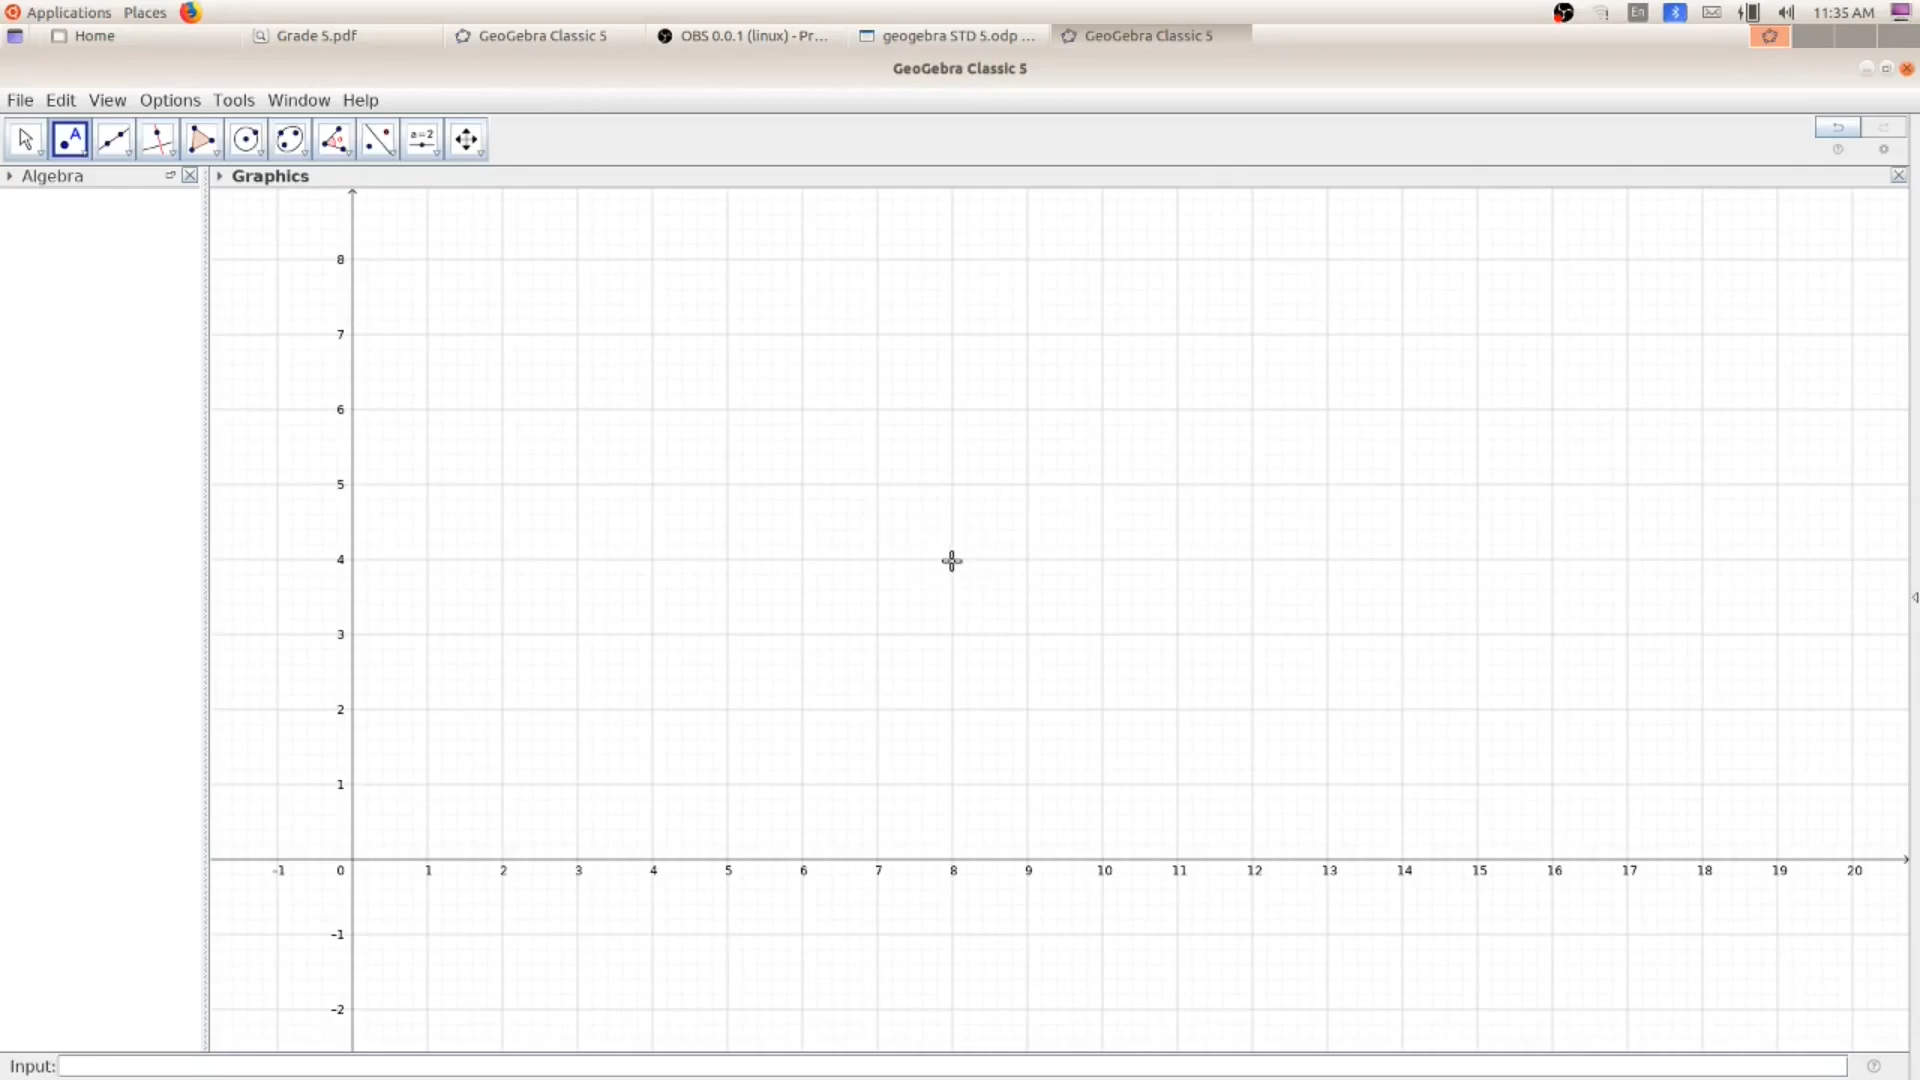 Applications Places En 11:35 AM
Home Grade 5.pdf GeoGebra Classic 5 OBS 0.0.1 (linux) - Pr... geogebra STD 5.odp ... GeoGebra Classic 5
GeoGebra Classic 5
File Edit View Options Tools Window Help
A a=2
Algebra Graphics
8
7
6
5
4
3
2
1
-1 0 1 2 3 4 5 6 7 8 9 10 11 12 13 14 15 16 17 18 19 20
-1
-2
Input: